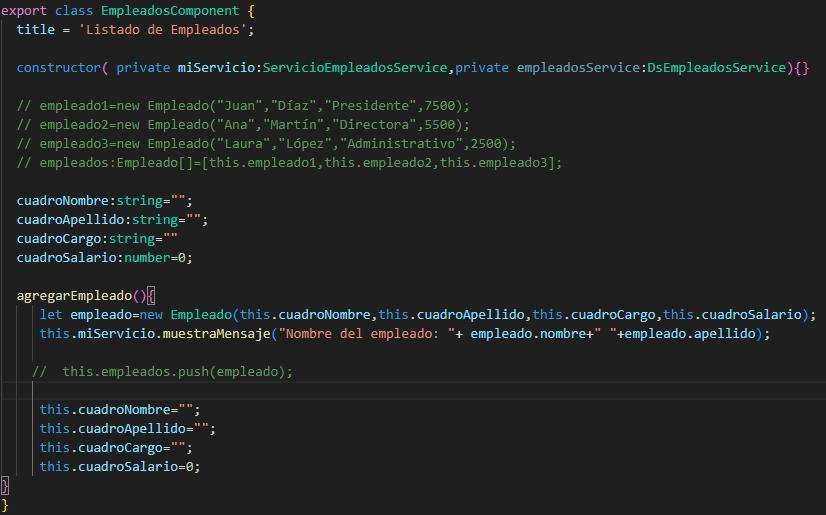 export class EmpleadosComponent {
title = 'Listado de Empleados';
constructor( private miServicio:ServicioEmpleadosService,private empleadosService:DsEmpleadosService){}
// empleado1=new Empleado("Juan","Díaz","Presidente",7500);
// empleado2=new Empleado("Ana","Martín","Directora",5500);
// empleado3=new Empleado("Laura","López","Administrativo",2500);
// empleados:Empleado[]=[this.empleado1,this.empleado2,this.empleado3];
cuadroNombre:string="";
cuadroApellido:string="";
cuadroCargo:string=""
cuadroSalario:number=0;
agregarEmpleado(){
let empleado=new Empleado(this.cuadroNombre,this.cuadroApellido,this.cuadroCargo,this.cuadroSalario);
this.miServicio.muestraMensaje("Nombre del empleado: "+ empleado.nombre+" "+empleado.apellido);
//  this.empleados.push(empleado);
this.cuadroNombre="";
this.cuadroApellido="";
this.cuadroCargo="";
this.cuadroSalario=0;
}
}